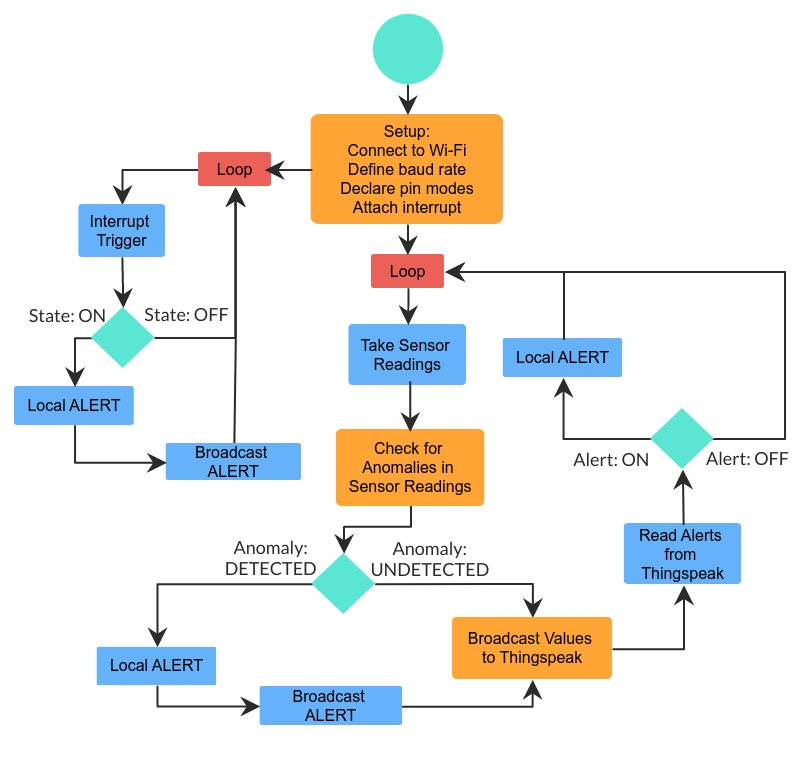 Setup:
Connect to Wi-Fi
Define baud rate
Declare pin modes
Attach interrupt
Loop
Interrupt
Trigger
State: ON
State: OFF
Local ALERT
Broadcast
ALERT
Loop
Take Sensor
Readings
Check for
Anomalies in
Sensor Readings
Anomaly:
DETECTED
Anomaly:
UNDETECTED
Local ALERT
Broadcast
ALERT
Broadcast Values
to Thingspeak
Read Alerts
from
Thingspeak
Alert: ON
Alert: OFF
Local ALERT